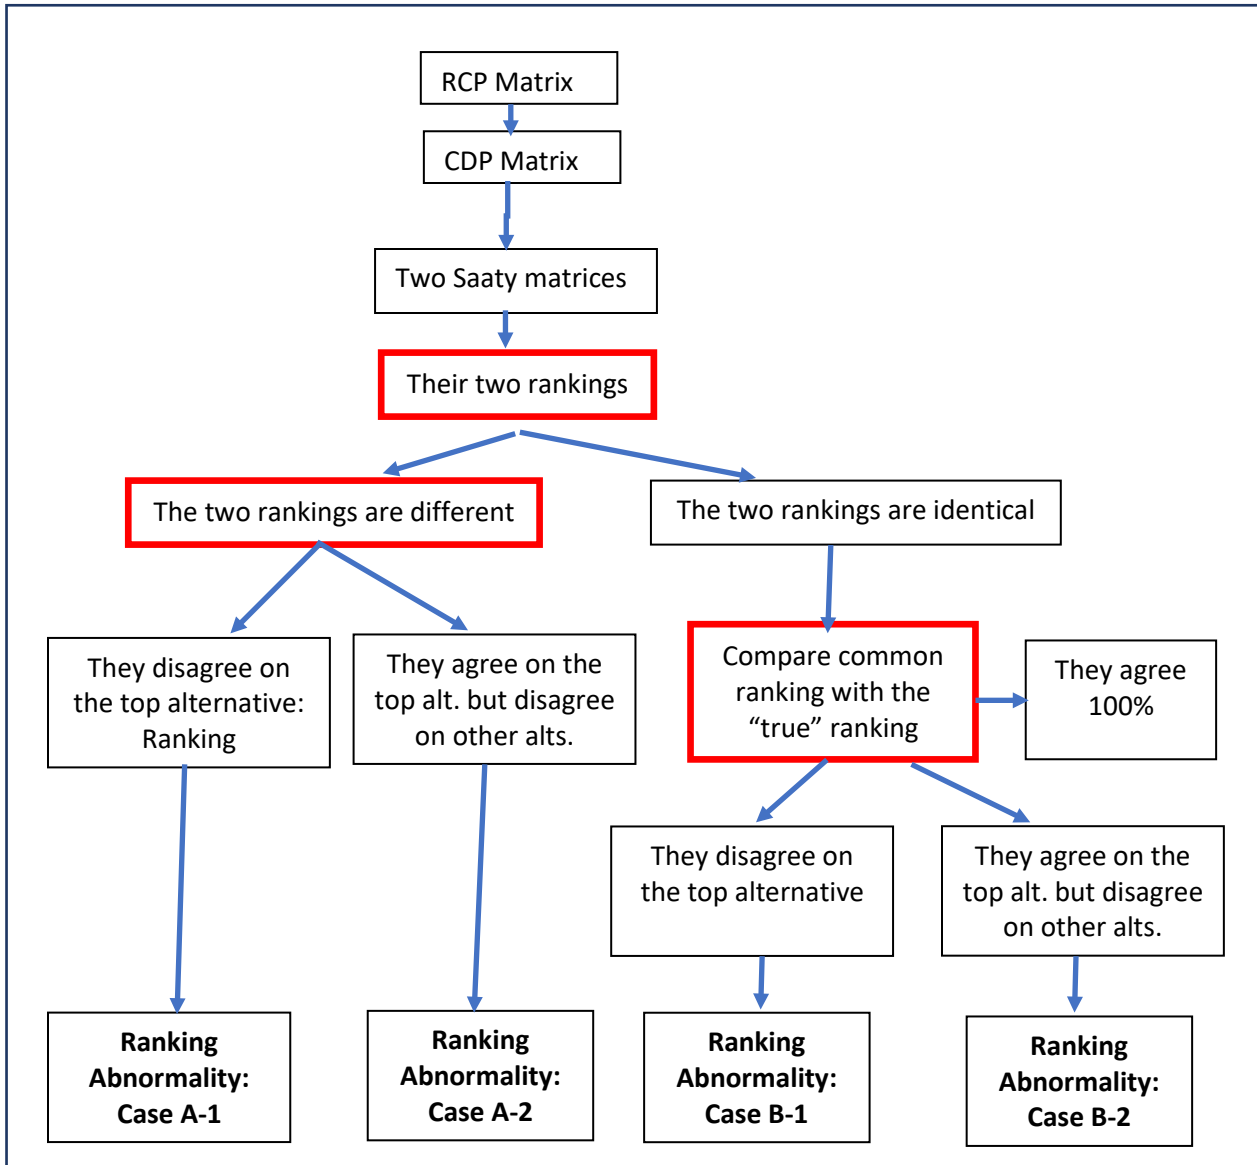 RCP Matrix
CDP Matrix
Two Saaty matrices
Their two rankings
The two rankings are different
The two rankings are identical
They disagree on
the top alternative:
Ranking
They agree on the
top alt. but disagree
on other alts.
Compare common
ranking with the
“true” ranking
They agree
100%
They disagree on
the top alternative
They agree on the
top alt. but disagree
on other alts.
Ranking
Abnormality:
Case A-1
Ranking
Abnormality:
Case A-2
Ranking
Abnormality:
Case B-1
Ranking
Abnormality:
Case B-2